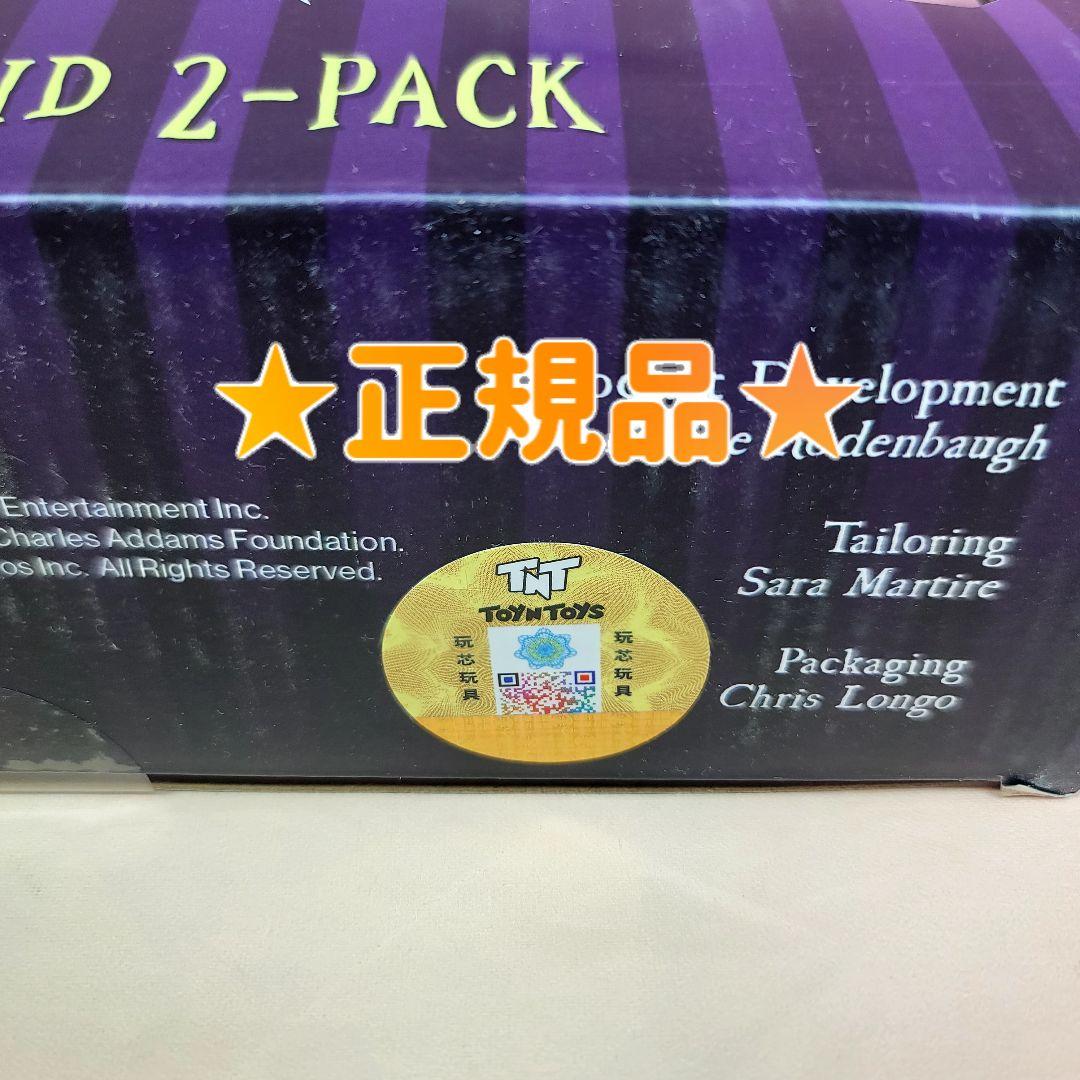 2-PACK
★正規品★
Development
denbaugh
Entertainment Inc.
Charles Addams Foundation.
Inc. All Rights Reserved.
Tailoring
Sara Martire
Packaging
Chris Longo
TNT
TOYNTOYS
玩芯玩具
玩芯玩具